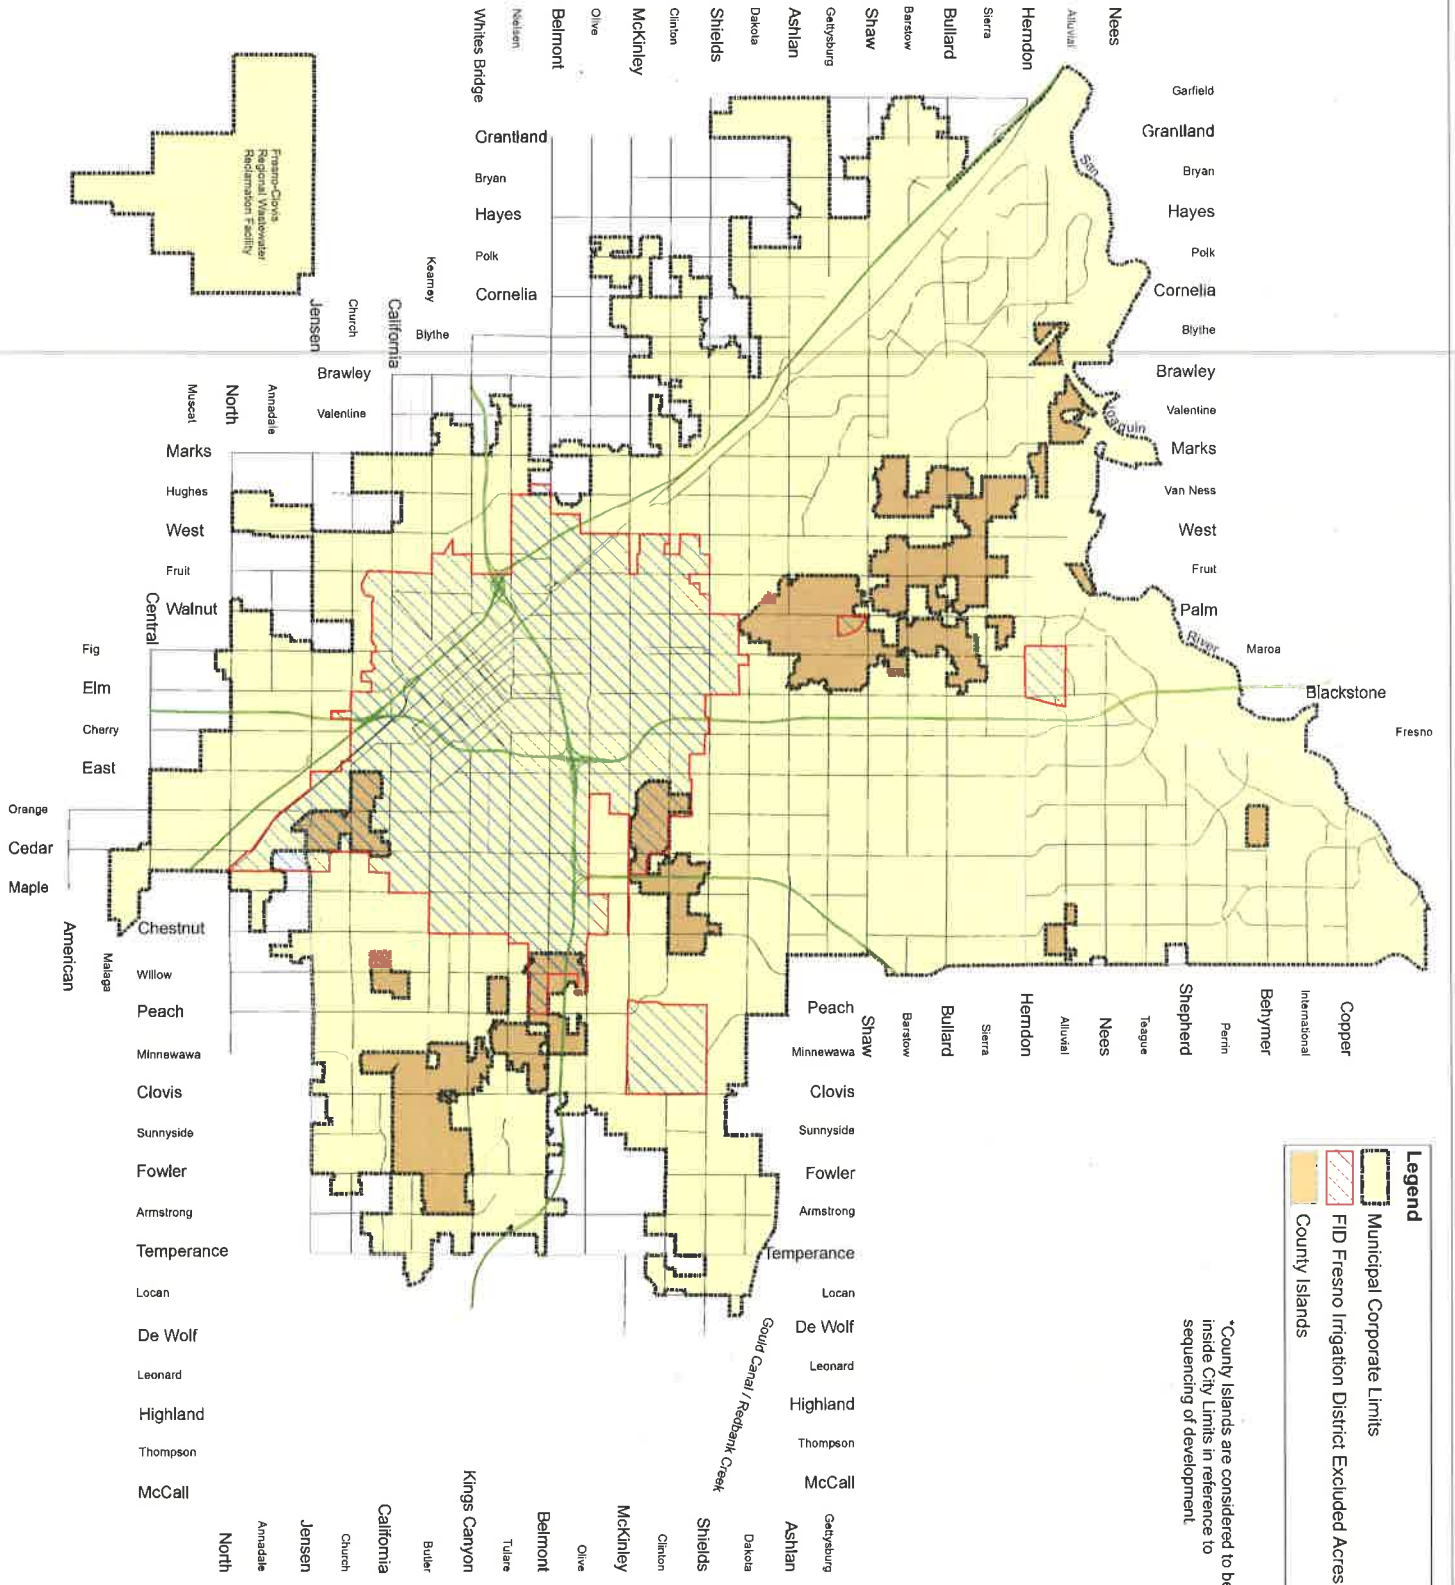 Whites Bridge
Nielsen
Belmont
Olive
McKinley
Clinton
Shields
Dakota
Ashlan
Gettysburg
Shaw
Barstow
Bullard
Sierra
Herndon
Alluvial
Nees
Garfield
Grantland
Bryan
Hayes
Polk
Cornelia
Blythe
Brawley
Valentine
Marks
Van Ness
West
Fruit
Palm
Maroa
Blackstone
Fresno
San
Joaquin
River
Grantland
Bryan
Hayes
Polk
Cornelia
Blythe
Kearney
California
Church
Jensen
Fresno-Clovis
Regional Wastewater
Reclamation Facility
Brawley
Valentine
Muscat
North
Annadale
Marks
Hughes
West
Fruit
Walnut
Central
Fig
Elm
Cherry
East
Orange
Cedar
Maple
American
Malaga
Chestnut
Willow
Peach
Minnewawa
Clovis
Sunnyside
Fowler
Armstrong
Temperance
Locan
De Wolf
Leonard
Highland
Thompson
McCall
North
Annadale
Jensen
Church
California
Butler
Kings Canyon
Tulare
Belmont
Olive
McKinley
Clinton
Shields
Dakota
Ashlan
Gettysburg
Peach
Minnewawa
Clovis
Sunnyside
Fowler
Armstrong
Temperance
Locan
De Wolf
Leonard
Highland
Thompson
McCall
Gould Canal / Redbank Creek
Shaw
Barstow
Bullard
Sierra
Herndon
Alluvial
Nees
Teague
Shepherd
Perrin
Behymer
International
Copper
Legend
Municipal Corporate Limits
FID Fresno Irrigation District Excluded Acres
County Islands
*County Islands are considered to be
inside City Limits in reference to
sequencing of development.